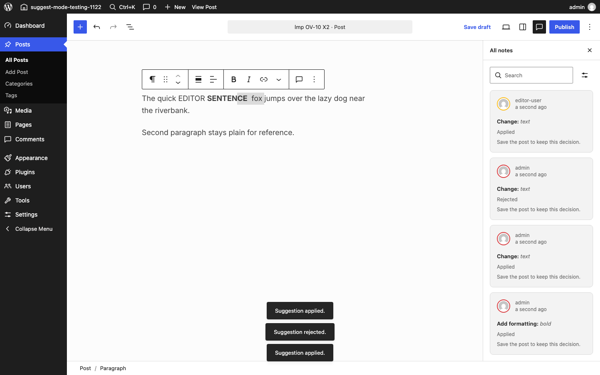 suggest-mode-testing-1122 Ctrl+K 0 New View Post admin
Dashboard
Posts
All Posts
Add Post
Categories
Tags
Media
Pages
Comments
Appearance
Plugins
Users
Tools
Settings
Collapse Menu
Imp OV-10 X2 · Post
Save draft
Publish
B I
The quick EDITOR SENTENCE fox jumps over the lazy dog near
the riverbank.
Second paragraph stays plain for reference.
All notes
Search
editor-user
a second ago
Change: text
Applied
Save the post to keep this decision.
admin
a second ago
Change: text
Rejected
Save the post to keep this decision.
admin
a second ago
Change: text
Applied
Save the post to keep this decision.
admin
a second ago
Add formatting: bold
Applied
Save the post to keep this decision.
Suggestion applied.
Suggestion rejected.
Suggestion applied.
Post / Paragraph